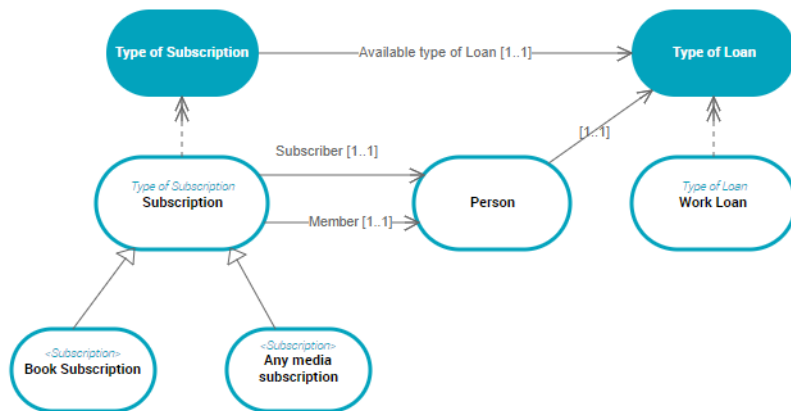 Type of Subscription
Available type of Loan [1..1]
Type of Loan
[1..1]
Subscriber [1..1]
Type of Subscription
Subscription
Person
Type of Loan
Work Loan
Member [1..1]
<Subscription>
Book Subscription
<Subscription>
Any media
subscription